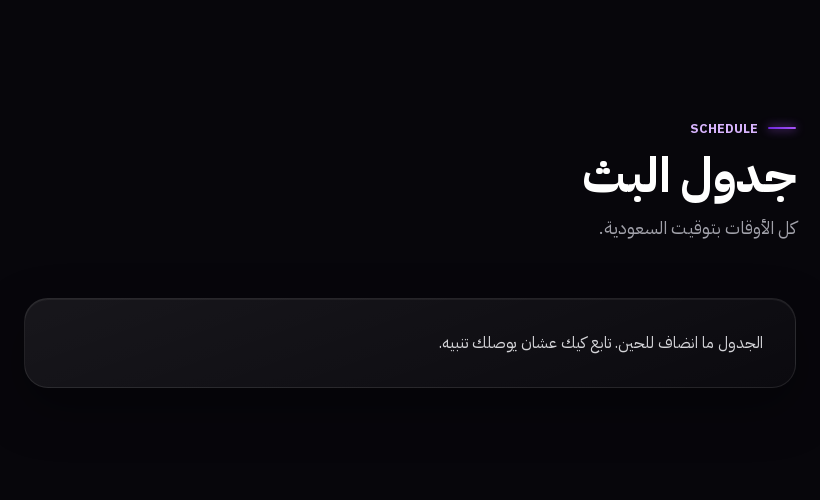 SCHEDULE
جدول البث
كل الأوقات بتوقيت السعودية.
الجدول ما انضاف للحين. تابع كيك عشان يوصلك تنبيه.